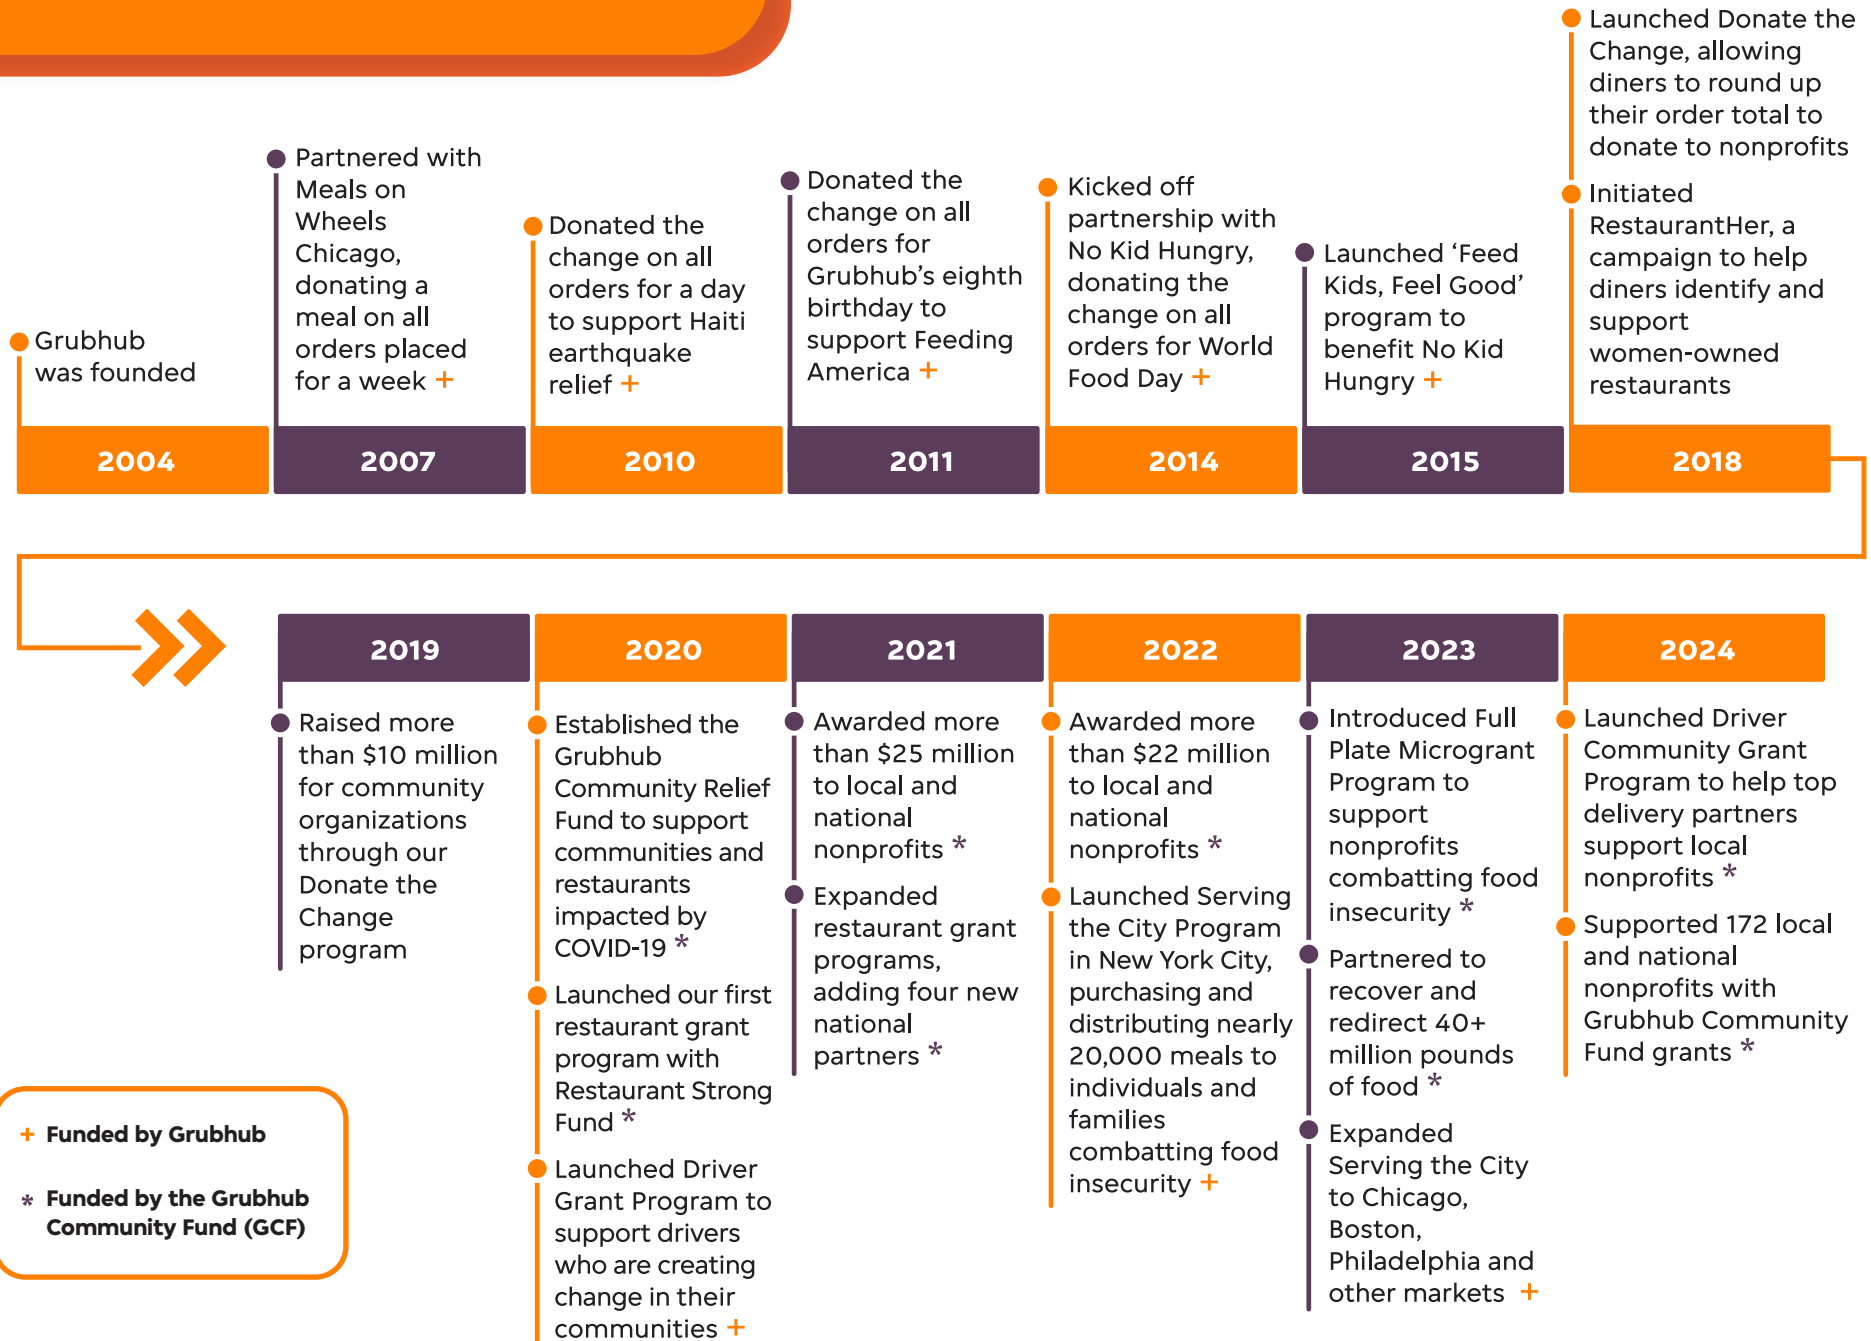 Grubhub
was founded
2004
Partnered with
Meals on
Wheels
Chicago,
donating a
meal on all
orders placed
for a week +
2007
Donated the
change on all
orders for a day
to support Haiti
earthquake
relief +
2010
Donated the
change on all
orders for
Grubhub’s eighth
birthday to
support Feeding
America +
2011
Kicked off
partnership with
No Kid Hungry,
donating the
change on all
orders for World
Food Day +
2014
Launched ‘Feed
Kids, Feel Good’
program to
benefit No Kid
Hungry +
2015
Launched Donate the
Change, allowing
diners to round up
their order total to
donate to nonprofits
Initiated
RestaurantHer, a
campaign to help
diners identify and
support
women-owned
restaurants
2018
2019
Raised more
than $10 million
for community
organizations
through our
Donate the
Change
program
2020
Established the
Grubhub
Community Relief
Fund to support
communities and
restaurants
impacted by
COVID-19 *
Launched our first
restaurant grant
program with
Restaurant Strong
Fund *
Launched Driver
Grant Program to
support drivers
who are creating
change in their
communities +
2021
Awarded more
than $25 million
to local and
national
nonprofits *
Expanded
restaurant grant
programs,
adding four new
national
partners *
2022
Awarded more
than $22 million
to local and
national
nonprofits *
Launched Serving
the City Program
in New York City,
purchasing and
distributing nearly
20,000 meals to
individuals and
families
combatting food
insecurity +
2023
Introduced Full
Plate Microgrant
Program to
support
nonprofits
combatting food
insecurity *
Partnered to
recover and
redirect 40+
million pounds
of food *
Expanded
Serving the City
to Chicago,
Boston,
Philadelphia and
other markets +
2024
Launched Driver
Community Grant
Program to help top
delivery partners
support local
nonprofits *
Supported 172 local
and national
nonprofits with
Grubhub Community
Fund grants *
+ Funded by Grubhub
* Funded by the Grubhub
Community Fund (GCF)